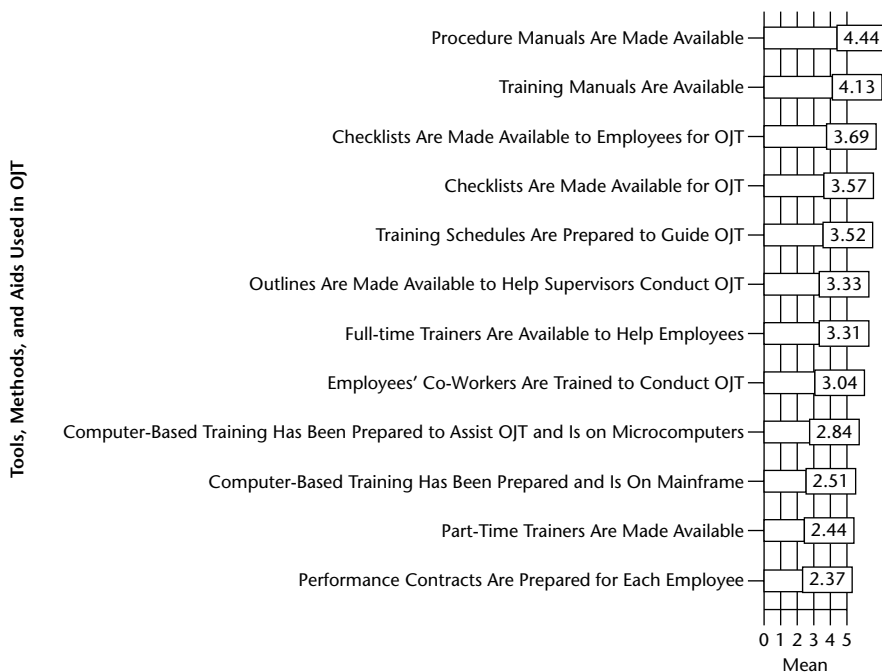 Tools, Methods, and Aids Used in OJT
Procedure Manuals Are Made Available 4.44
Training Manuals Are Available 4.13
Checklists Are Made Available to Employees for OJT 3.69
Checklists Are Made Available for OJT 3.57
Training Schedules Are Prepared to Guide OJT 3.52
Outlines Are Made Available to Help Supervisors Conduct OJT 3.33
Full-time Trainers Are Available to Help Employees 3.31
Employees’ Co-Workers Are Trained to Conduct OJT 3.04
Computer-Based Training Has Been Prepared to Assist OJT and Is on Microcomputers 2.84
Computer-Based Training Has Been Prepared and Is On Mainframe 2.51
Part-Time Trainers Are Made Available 2.44
Performance Contracts Are Prepared for Each Employee 2.37
0 1 2 3 4 5
Mean